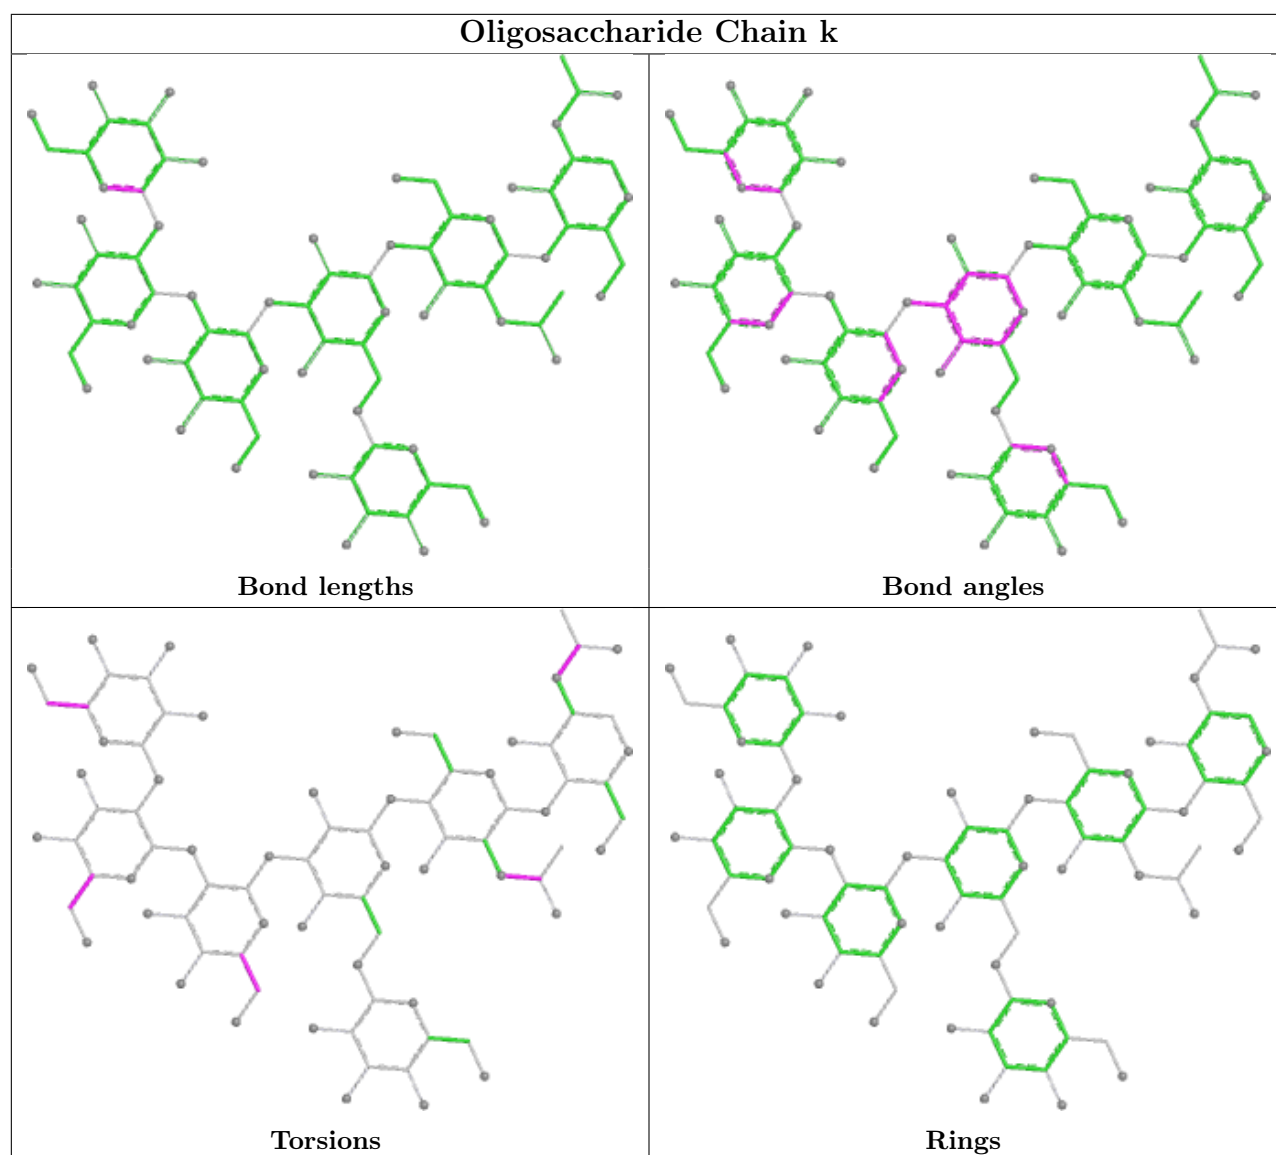 Oligosaccharide Chain k
Bond lengths
Bond angles
Torsions
Rings